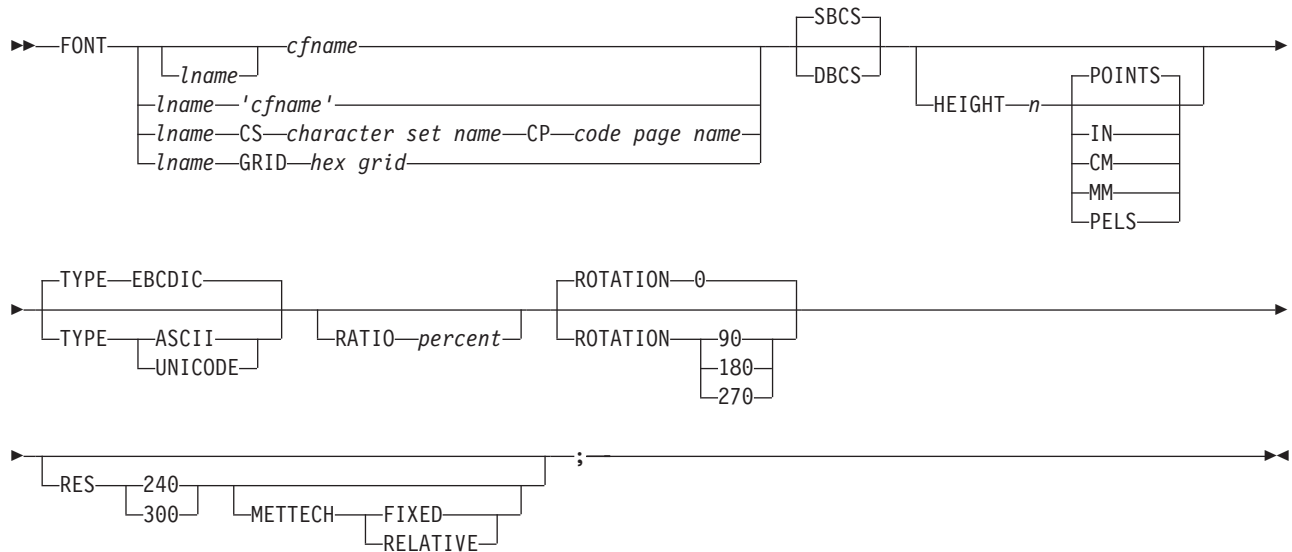 SBCS
FONT cfname
lname DBCS POINTS
lname 'cfname' HEIGHT n
lname CS character set name CP code page name IN
lname GRID hex grid CM
MM
PELS
TYPE EBCDIC ROTATION 0
TYPE ASCII RATIO percent ROTATION 90
UNICODE 180
270
;
RES 240
300 METTECH FIXED
RELATIVE